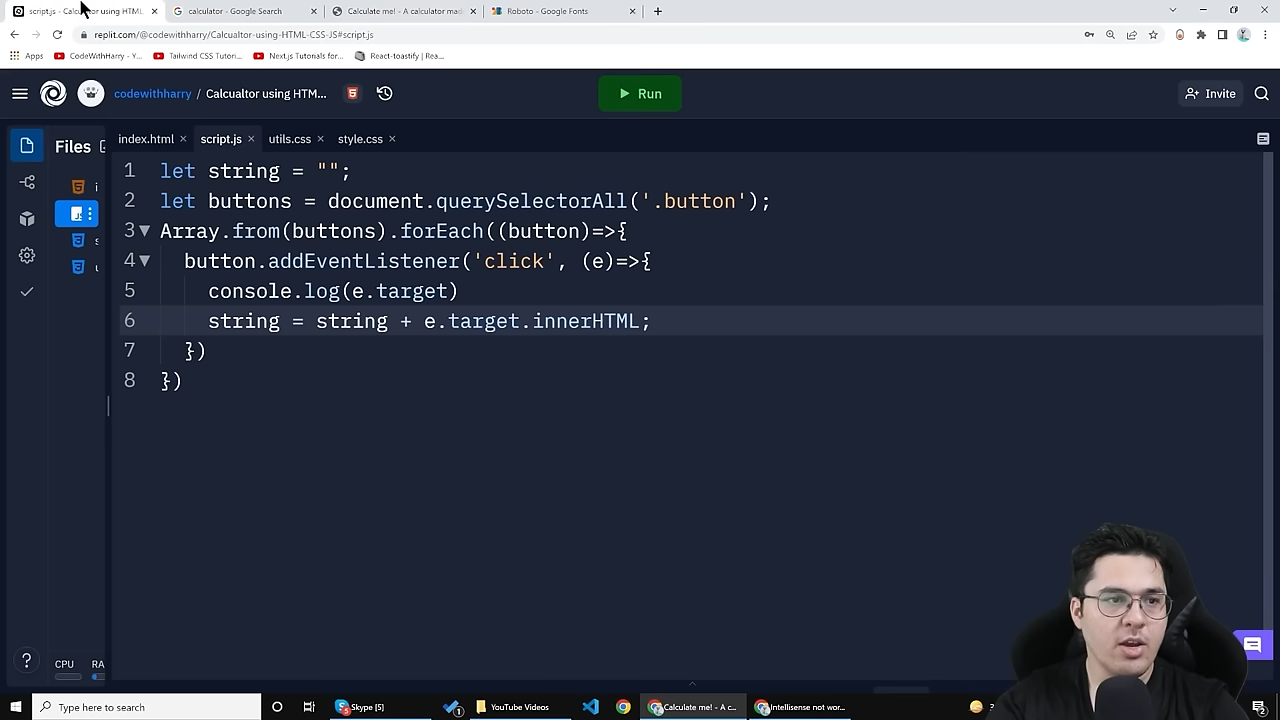 script.js - Calcualtor using HTML
calculator - Google Search
Calculate me! - A calculator mad
Roboto - Google Fonts
replit.com/@codewithharry/Calcualtor-using-HTML-CSS-JS#script.js
Apps
CodeWithHarry - Y...
Tailwind CSS Tutori...
Next.js Tutorials for...
React-toastify | Rea...
codewithharry / Calcualtor using HTM...
Run
Invite
Files
index.html
script.js
utils.css
style.css
1 let string = "";
2 let buttons = document.querySelectorAll('.button');
3 Array.from(buttons).forEach((button)=>{
4 button.addEventListener('click', (e)=>{
5 console.log(e.target)
6 string = string + e.target.innerHTML;
7 })
8 })
i
s
u
CPU
RA
Type here to search
Skype [5]
YouTube Videos
Calculate me! - A c...
Intellisense not wor...